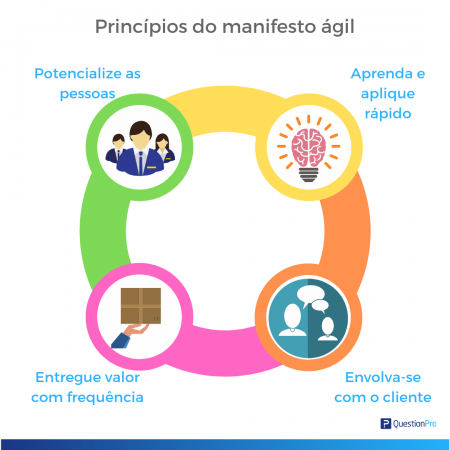 Princípios do manifesto ágil
Potencialize as
pessoas
Aprenda e
aplique
rápido
Entregue valor
com frequência
Envolva-se
com o cliente
QuestionPro